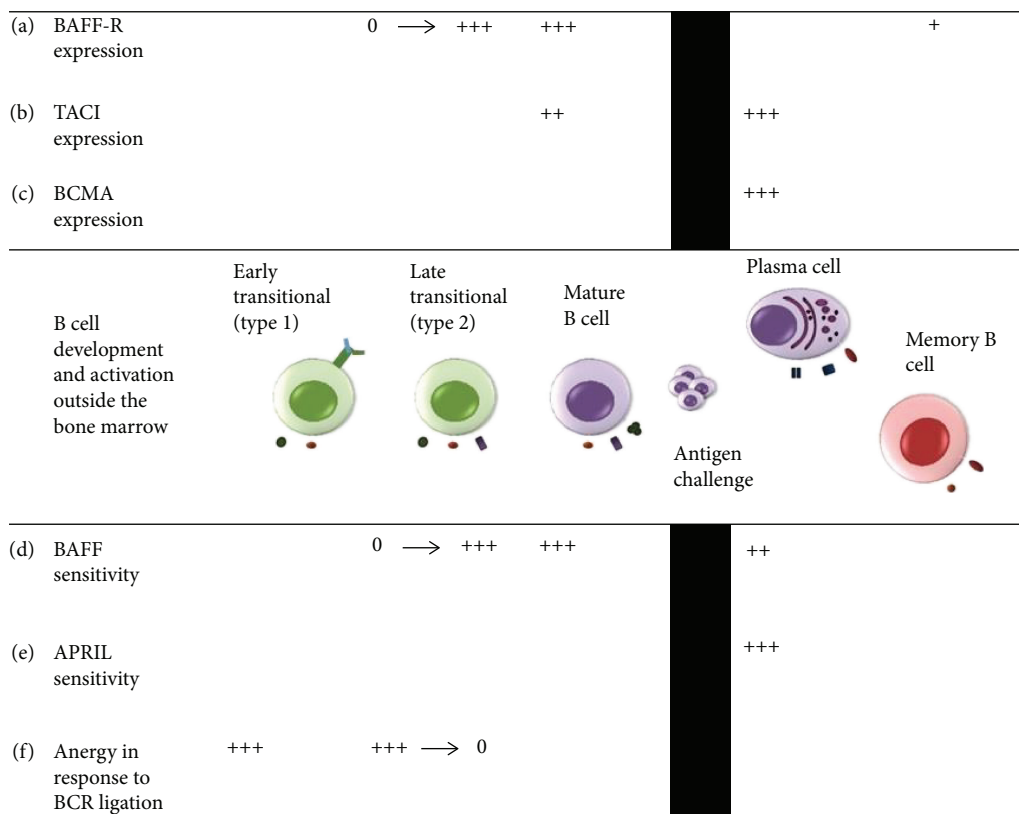 (a) BAFF-R 0 ⟶ +++ +++ +
expression
(b) TACI ++ +++
expression
(c) BCMA +++
expression
Early
transitional
(type 1)
Late
transitional
(type 2)
Mature
B cell
Plasma cell
Memory B
cell
B cell
development
and activation
outside the
bone marrow
Antigen
challenge
(d) BAFF 0 ⟶ +++ +++ ++
sensitivity
(e) APRIL +++
sensitivity
(f) Anergy in +++ +++ ⟶ 0
response to
BCR ligation